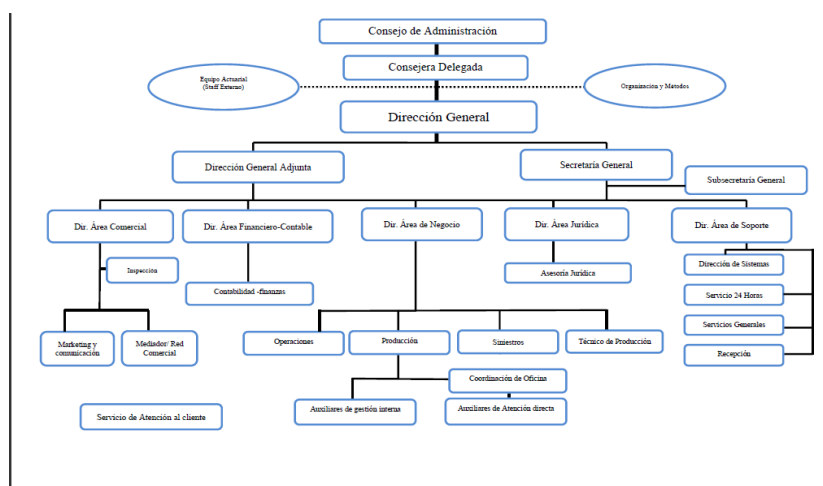 Consejo de Administración
Consejera Delegada
Equipo Actuarial
(Staff Externo)
Organización y Métodos
Dirección General
Dirección General Adjunta
Secretaría General
Subsecretaría General
Dir. Área Comercial
Dir. Área Financiero-Contable
Dir. Área de Negocio
Dir. Área Jurídica
Dir. Área de Soporte
Inspección
Contabilidad -finanzas
Asesoría Jurídica
Dirección de Sistemas
Servicio 24 Horas
Servicios Generales
Recepción
Marketing y
comunicación
Mediador/ Red
Comercial
Operaciones
Producción
Siniestros
Técnico de Producción
Coordinación de Oficina
Auxiliares de gestión interna
Auxiliares de Atención directa
Servicio de Atención al cliente